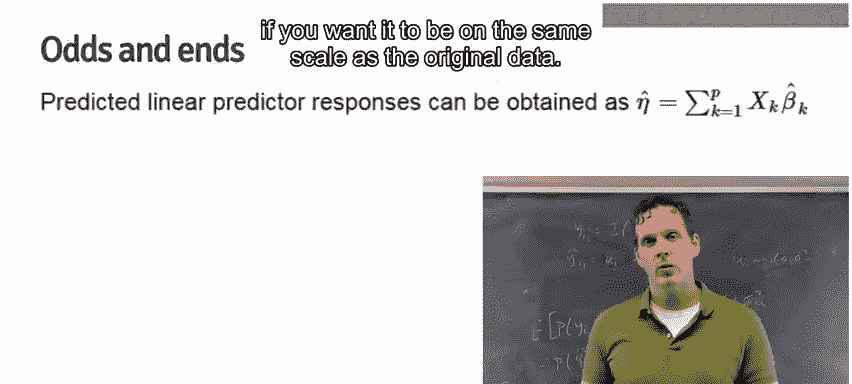 if you want it to be on the same
scale as the original data.
Odds and ends
Predicted linear predictor responses can be obtained as η̂ = ∑ₖ₌₁ᵖ Xₖβ̂ₖ